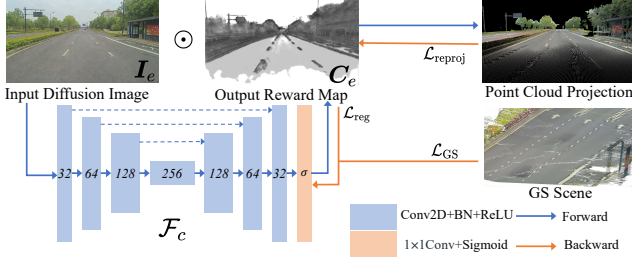 I_e ⊙ C_e
ℒ_reproj
Input Diffusion Image
Output Reward Map
Point Cloud Projection
ℒ_reg
ℒ_GS
32 64 128 256 128 64 32 σ
GS Scene
ℱ_c
Conv2D+BN+ReLU
Forward
1×1Conv+Sigmoid
Backward